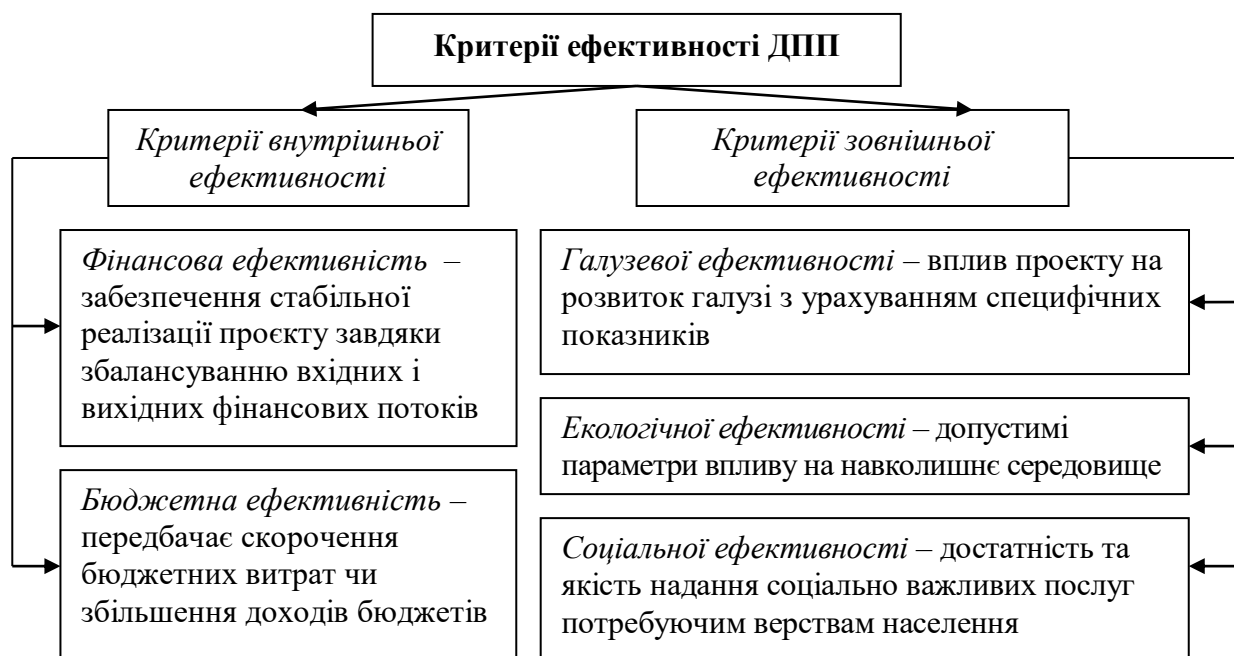 Критерії ефективності ДПП
Критерії внутрішньої
ефективності
Критерії зовнішньої
ефективності
Фінансова ефективність –
забезпечення стабільної
реалізації проєкту завдяки
збалансуванню вхідних і
вихідних фінансових потоків
Бюджетна ефективність –
передбачає скорочення
бюджетних витрат чи
збільшення доходів бюджетів
Галузевої ефективності – вплив проекту на
розвиток галузі з урахуванням специфічних
показників
Екологічної ефективності – допустимі
параметри впливу на навколишнє середовище
Соціальної ефективності – достатність та
якість надання соціально важливих послуг
потребуючим верствам населення